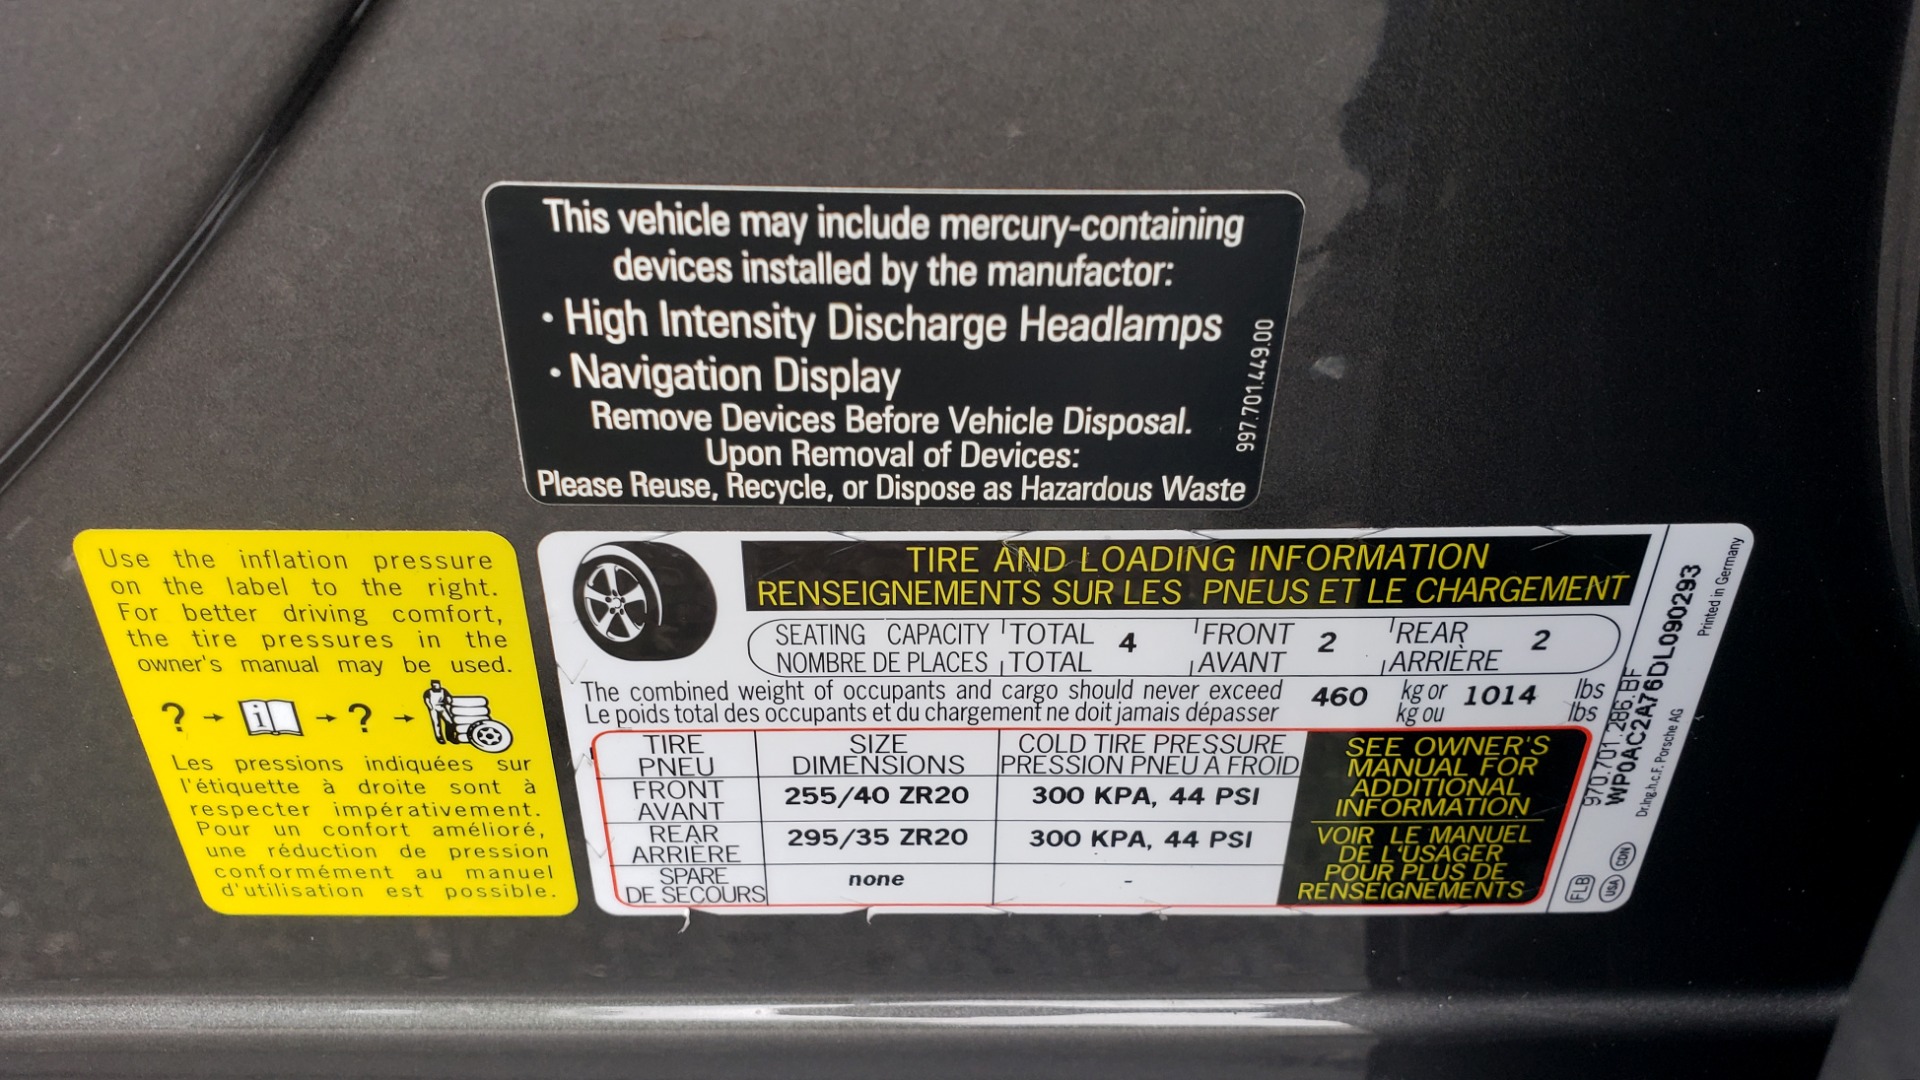 This vehicle may include mercury-containing
devices installed by the manufactor:
• High Intensity Discharge Headlamps
• Navigation Display
Remove Devices Before Vehicle Disposal.
Upon Removal of Devices:
Please Reuse, Recycle, or Dispose as Hazardous Waste
997.701.449.00
Use the inflation pressure
on the label to the right.
For better driving comfort,
the tire pressures in the
owner's manual may be used.
? → i → ? →
Les pressions indiquées sur
l'étiquette à droite sont à
respecter impérativement.
Pour un confort amélioré,
une réduction de pression
conformément au manuel
d'utilisation est possible.
TIRE AND LOADING INFORMATION
RENSEIGNEMENTS SUR LES PNEUS ET LE CHARGEMENT
SEATING CAPACITY TOTAL 4 FRONT 2 REAR 2
NOMBRE DE PLACES TOTAL AVANT ARRIÈRE
The combined weight of occupants and cargo should never exceed 460 kg or 1014 lbs
Le poids total des occupants et du chargement ne doit jamais dépasser kg ou lbs
TIRE SIZE COLD TIRE PRESSURE
PNEU DIMENSIONS PRESSION PNEU A FROID
FRONT 255/40 ZR20 300 KPA, 44 PSI
AVANT
REAR 295/35 ZR20 300 KPA, 44 PSI
ARRIÈRE
SPARE none -
DE SECOURS
SEE OWNER'S
MANUAL FOR
ADDITIONAL
INFORMATION
VOIR LE MANUEL
DE L'USAGER
POUR PLUS DE
RENSEIGNEMENTS
970.701.286.BF
WP0AC2A76DL090293
Dr.Ing.h.c.F. Porsche AG
Printed in Germany
FLB USA CDN